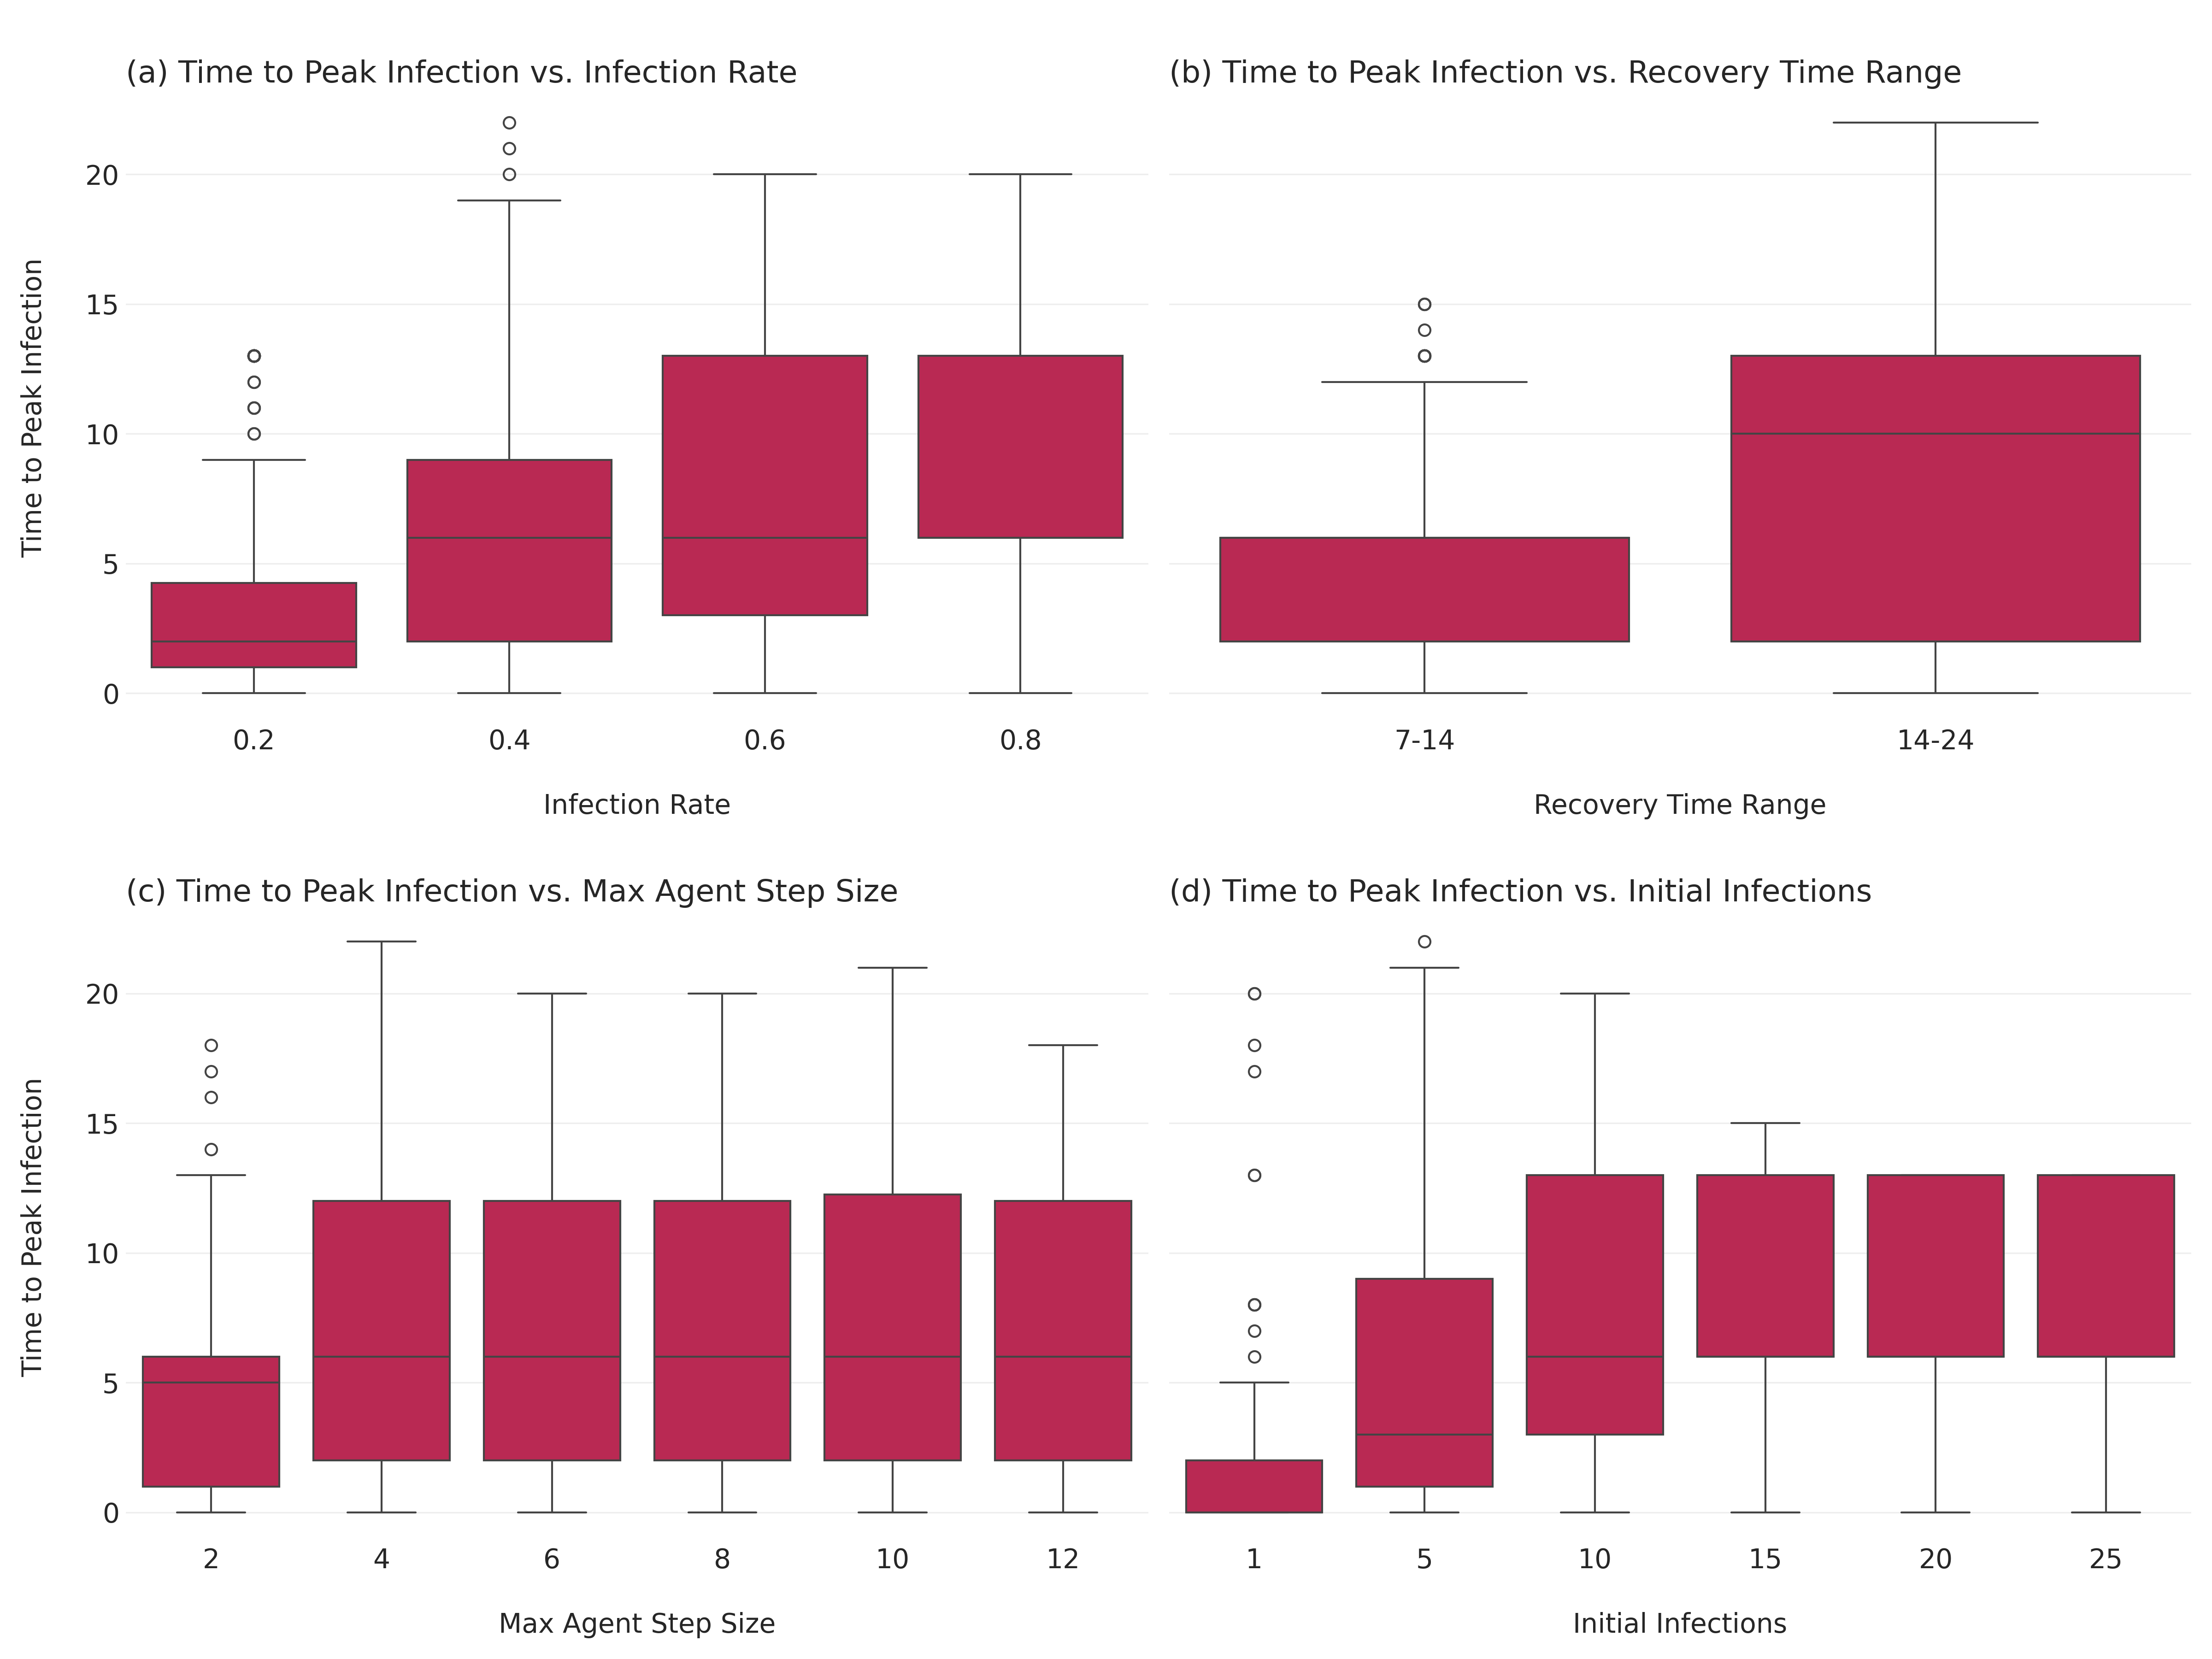 (a) Time to Peak Infection vs. Infection Rate
Time to Peak Infection
20
15
10
5
0
0.2 0.4 0.6 0.8
Infection Rate
(b) Time to Peak Infection vs. Recovery Time Range
7-14 14-24
Recovery Time Range
(c) Time to Peak Infection vs. Max Agent Step Size
Time to Peak Infection
20
15
10
5
0
2 4 6 8 10 12
Max Agent Step Size
(d) Time to Peak Infection vs. Initial Infections
1 5 10 15 20 25
Initial Infections